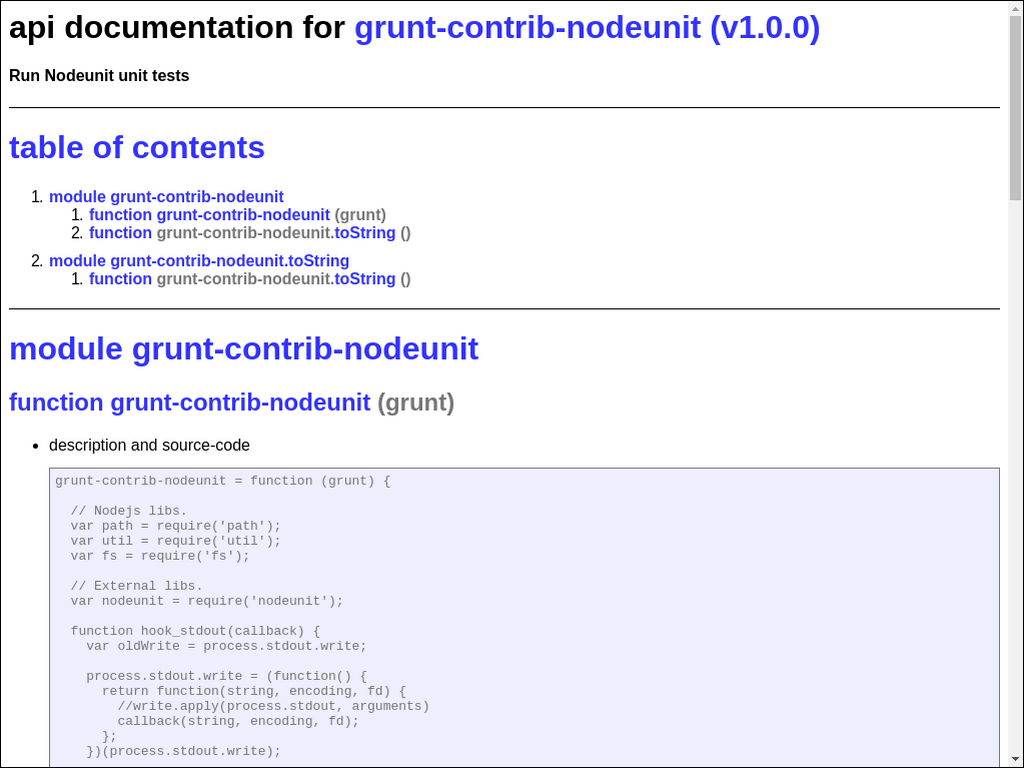 api documentation for grunt-contrib-nodeunit (v1.0.0)
Run Nodeunit unit tests
table of contents
1. module grunt-contrib-nodeunit
1. function grunt-contrib-nodeunit (grunt)
2. function grunt-contrib-nodeunit.toString ()
2. module grunt-contrib-nodeunit.toString
1. function grunt-contrib-nodeunit.toString ()
module grunt-contrib-nodeunit
function grunt-contrib-nodeunit (grunt)
• description and source-code
grunt-contrib-nodeunit = function (grunt) {
// Nodejs libs.
var path = require('path');
var util = require('util');
var fs = require('fs');
// External libs.
var nodeunit = require('nodeunit');
function hook_stdout(callback) {
var oldWrite = process.stdout.write;
process.stdout.write = (function() {
return function(string, encoding, fd) {
//write.apply(process.stdout, arguments)
callback(string, encoding, fd);
};
})(process.stdout.write);